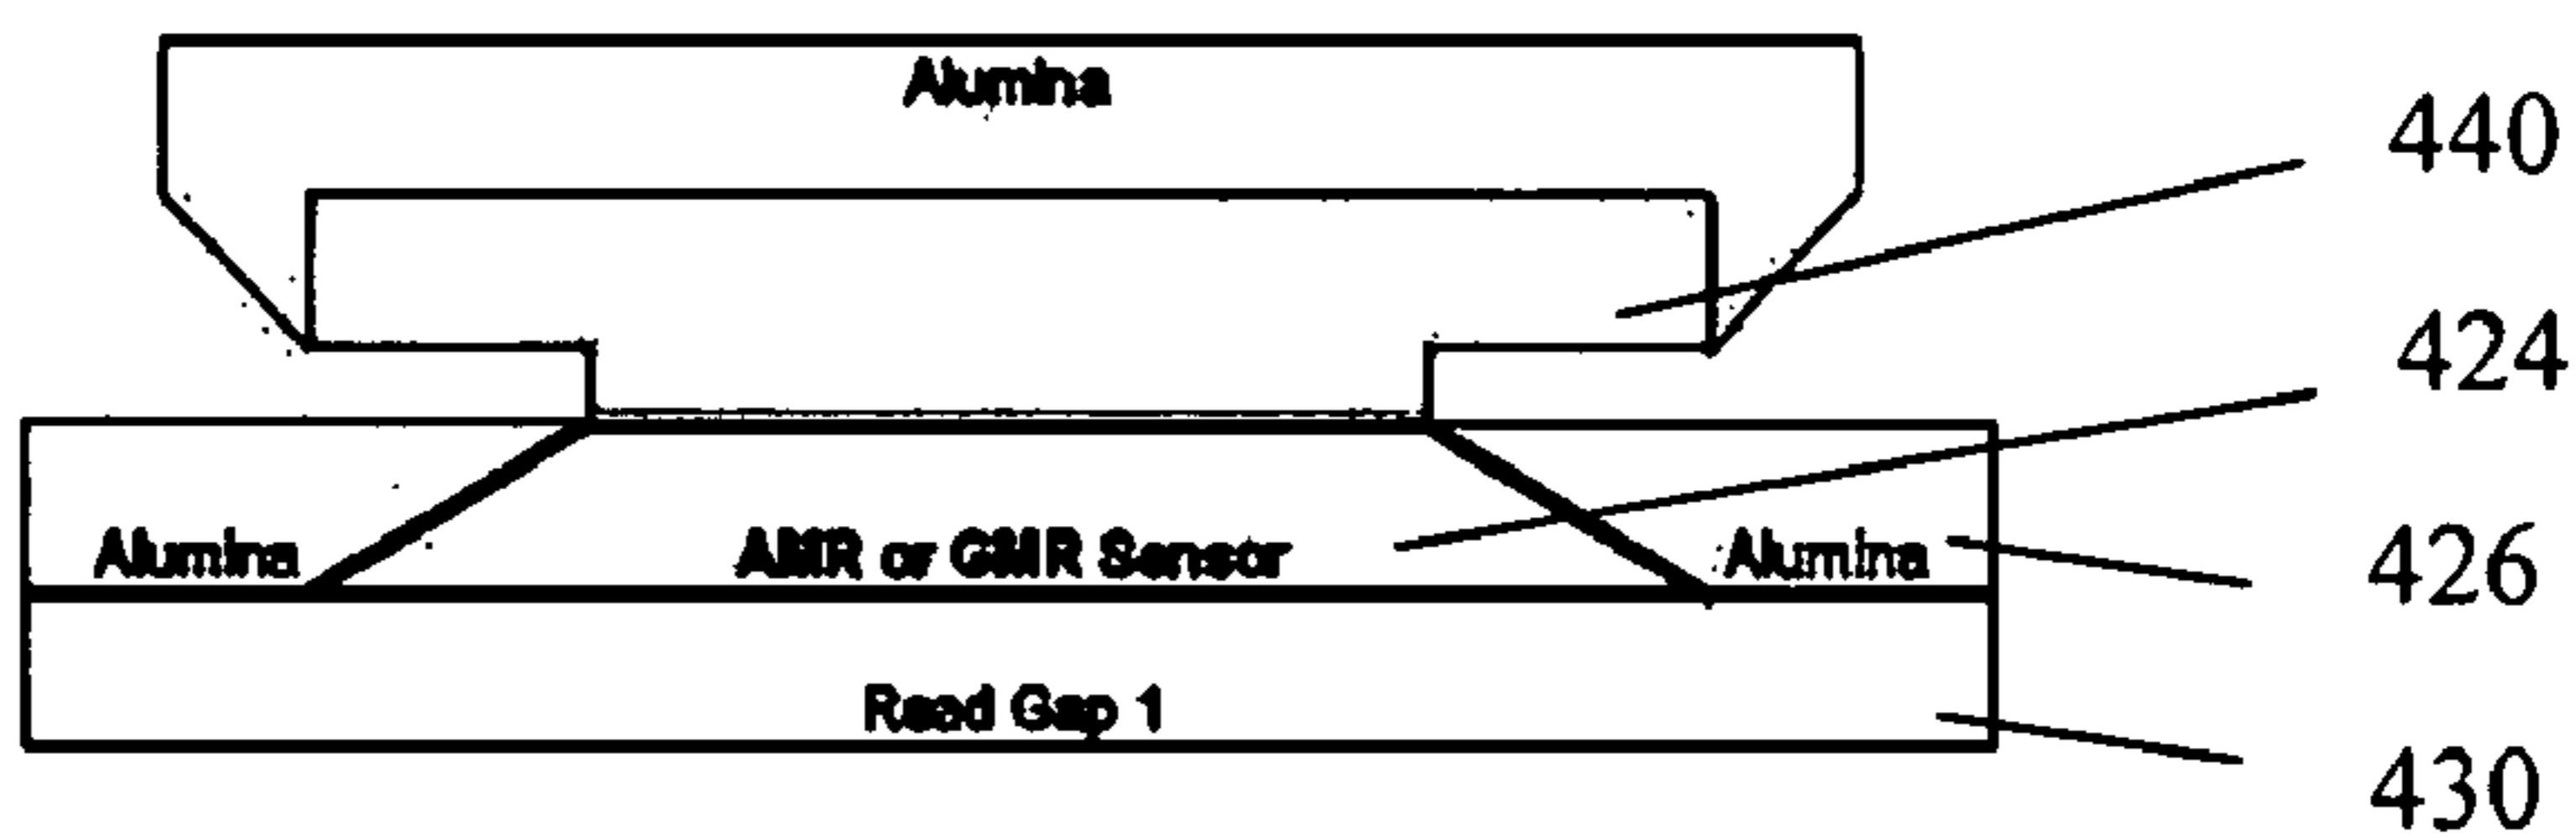 Alumina
440
424
Alumina AMR or GMR Sensor Alumina
426
Read Gap 1
430